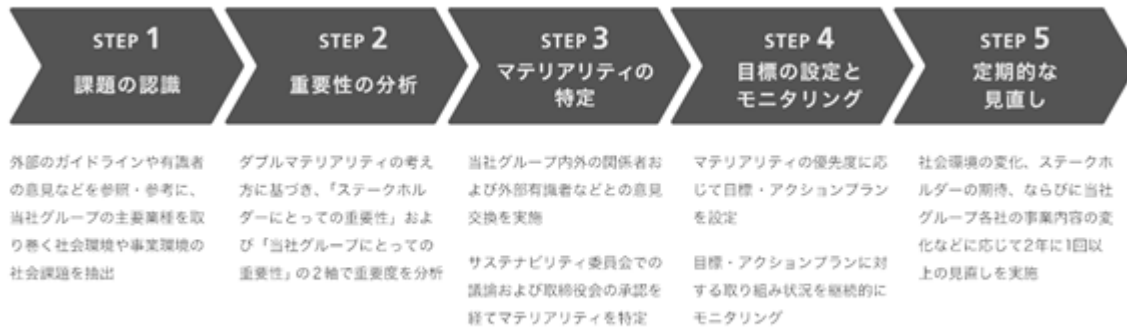 STEP 1
課題の認識
外部のガイドラインや有識者
の意見などを参照・参考に、
当社グループの主要業種を取
り巻く社会環境や事業環境の
社会課題を抽出
STEP 2
重要性の分析
ダブルマテリアリティの考え
方に基づき、「ステークホル
ダーにとっての重要性」およ
び「当社グループにとっての
重要性」の2軸で重要度を分析
STEP 3
マテリアリティの
特定
当社グループ内外の関係者お
よび外部有識者などとの意見
交換を実施
サステナビリティ委員会での
議論および取締役会の承認を
経てマテリアリティを特定
STEP 4
目標の設定と
モニタリング
マテリアリティの優先度に応
じて目標・アクションプラン
を設定
目標・アクションプランに対
する取り組み状況を継続的に
モニタリング
STEP 5
定期的な
見直し
社会環境の変化、ステークホ
ルダーの期待、ならびに当社
グループ各社の事業内容の変
化などに応じて2年に1回以
上の見直しを実施